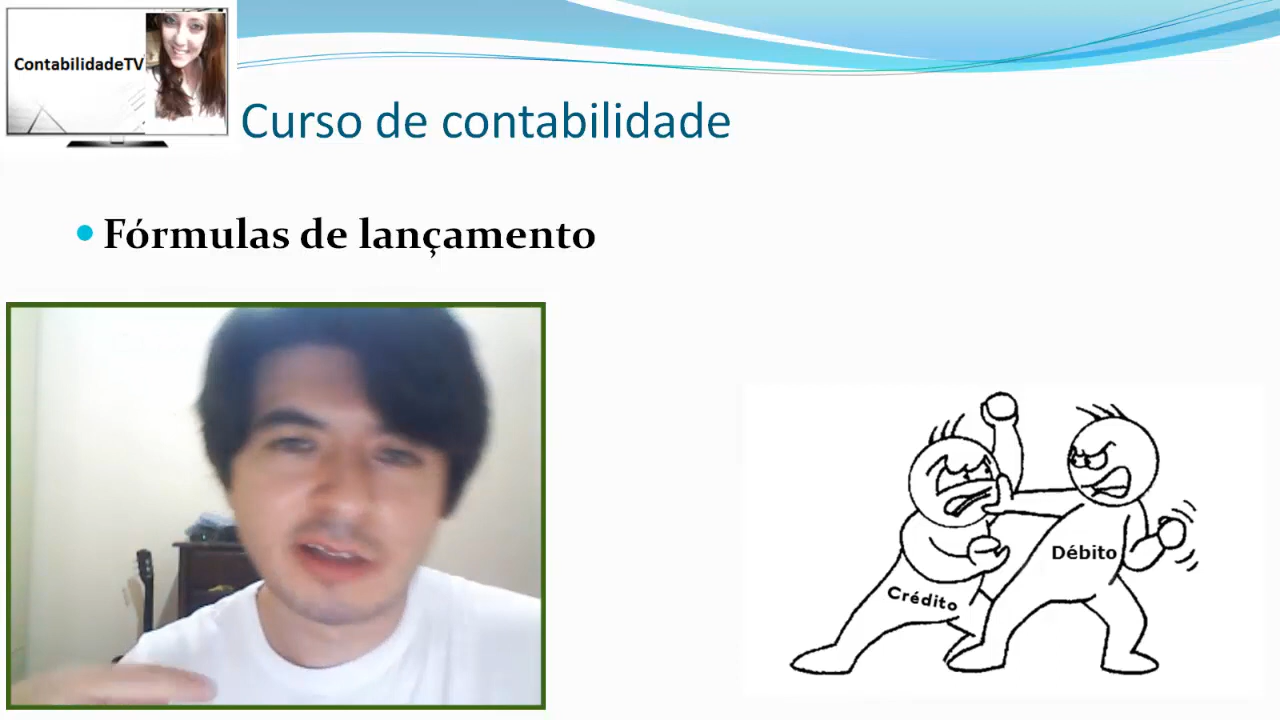 ContabilidadeTV
Curso de contabilidade
Fórmulas de lançamento
Débito
Crédito